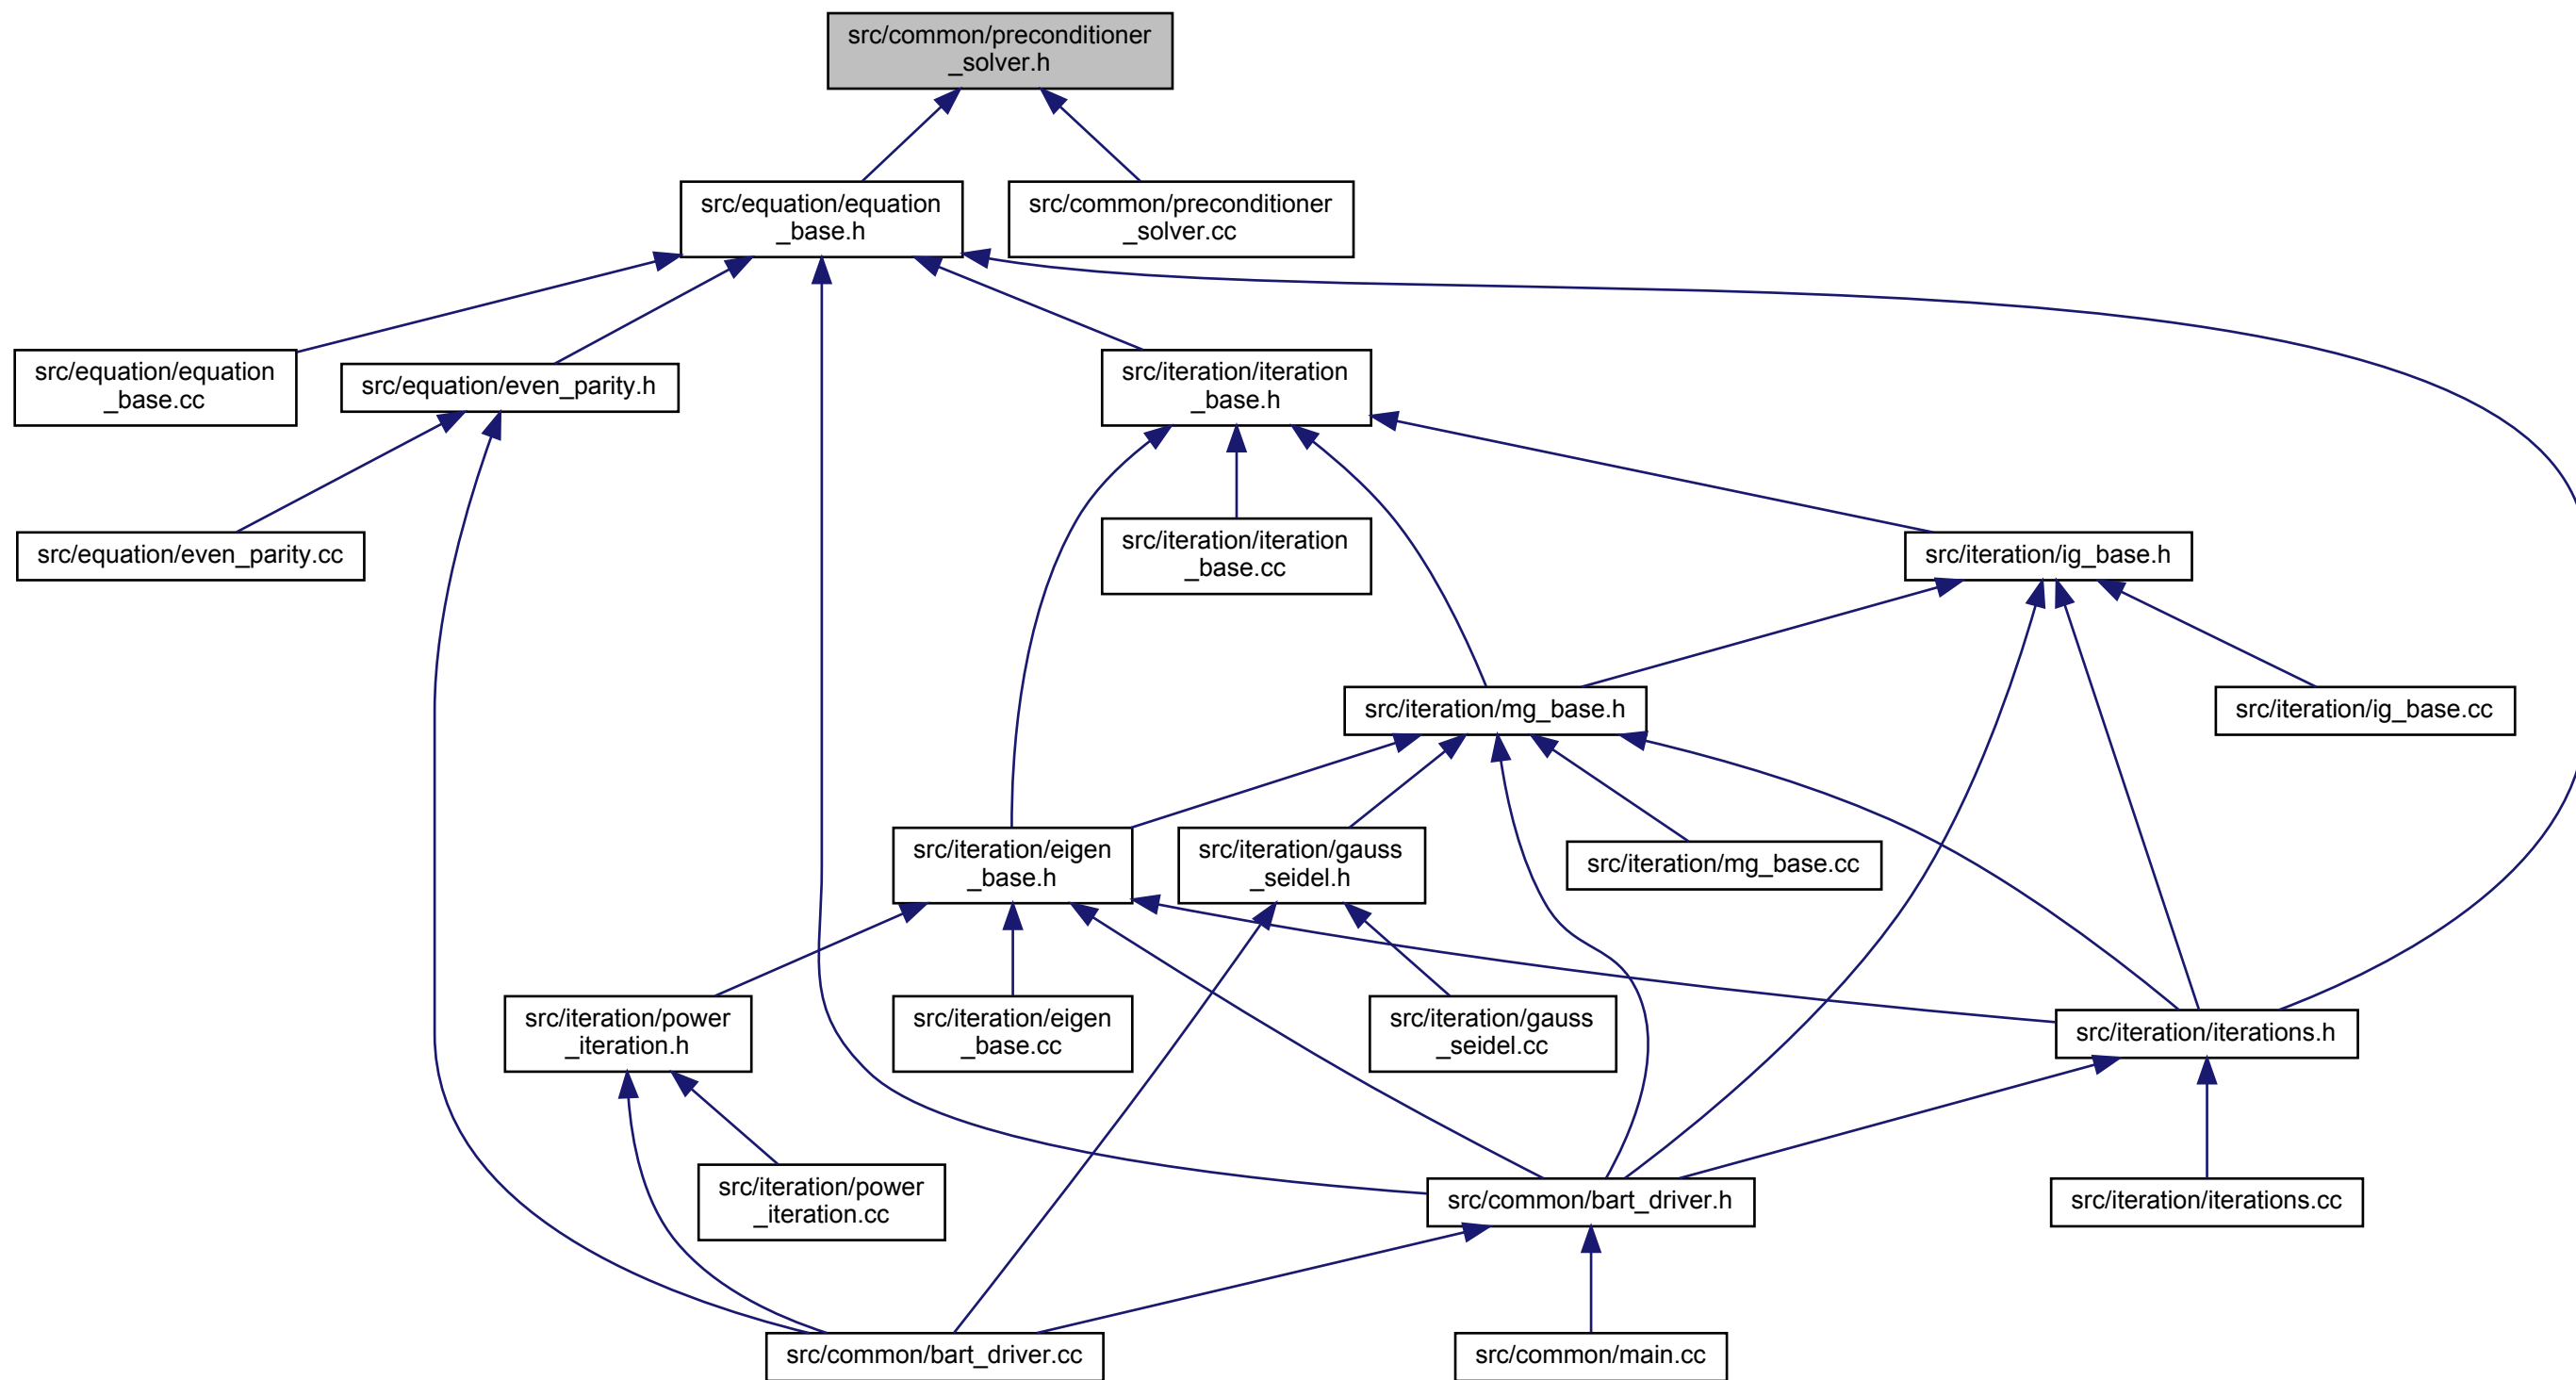 src/common/preconditioner
_solver.h
src/equation/equation
_base.h
src/common/preconditioner
_solver.cc
src/equation/equation
_base.cc
src/equation/even_parity.h
src/iteration/iteration
_base.h
src/equation/even_parity.cc
src/iteration/iteration
_base.cc
src/iteration/ig_base.h
src/iteration/mg_base.h
src/iteration/ig_base.cc
src/iteration/eigen
_base.h
src/iteration/gauss
_seidel.h
src/iteration/mg_base.cc
src/iteration/power
_iteration.h
src/iteration/eigen
_base.cc
src/iteration/gauss
_seidel.cc
src/iteration/iterations.h
src/iteration/power
_iteration.cc
src/common/bart_driver.h
src/iteration/iterations.cc
src/common/bart_driver.cc
src/common/main.cc